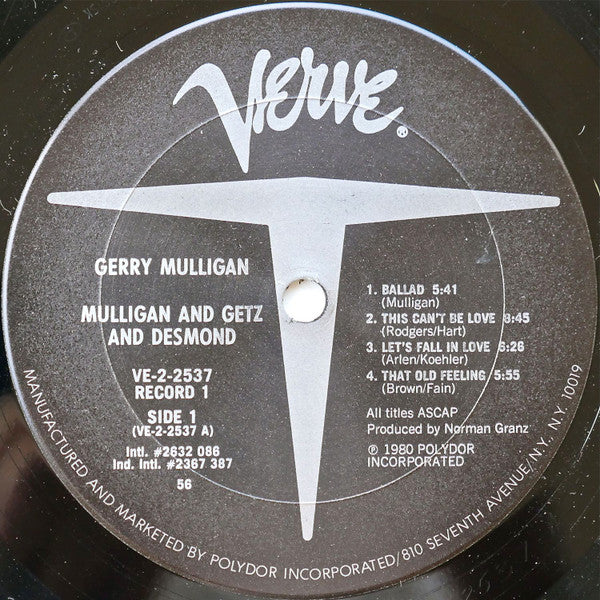 Verve®
GERRY MULLIGAN
MULLIGAN AND GETZ
AND DESMOND
VE-2-2537
RECORD 1
SIDE 1
(VE-2-2537 A)
Intl. #2632 086
Ind. Intl. #2367 387
56
1. BALLAD 5:41
(Mulligan)
2. THIS CAN'T BE LOVE 8:45
(Rodgers/Hart)
3. LET'S FALL IN LOVE 6:26
(Arlen/Koehler)
4. THAT OLD FEELING 5:55
(Brown/Fain)
All titles ASCAP
Produced by Norman Granz
℗ 1980 POLYDOR
INCORPORATED
MANUFACTURED AND MARKETED BY POLYDOR INCORPORATED/810 SEVENTH AVENUE/N.Y. N.Y. 10019